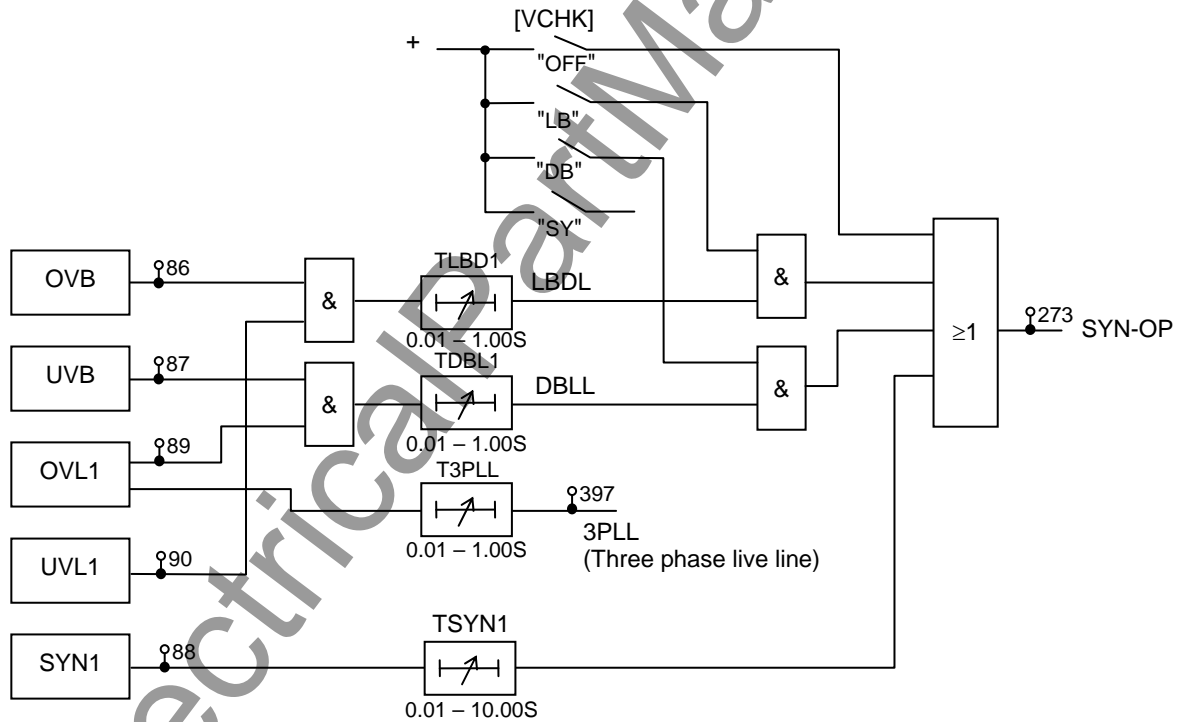 [VCHK]
+
"OFF"
"LB"
"DB"
"SY"
OVB
86
&
TLBD1
LBDL
0.01 – 1.00S
&
UVB
87
&
TDBL1
DBLL
0.01 – 1.00S
&
≥1
273
SYN-OP
OVL1
89
T3PLL
0.01 – 1.00S
397
3PLL
(Three phase live line)
UVL1
90
SYN1
88
TSYN1
0.01 – 10.00S
ElectricalPartMa